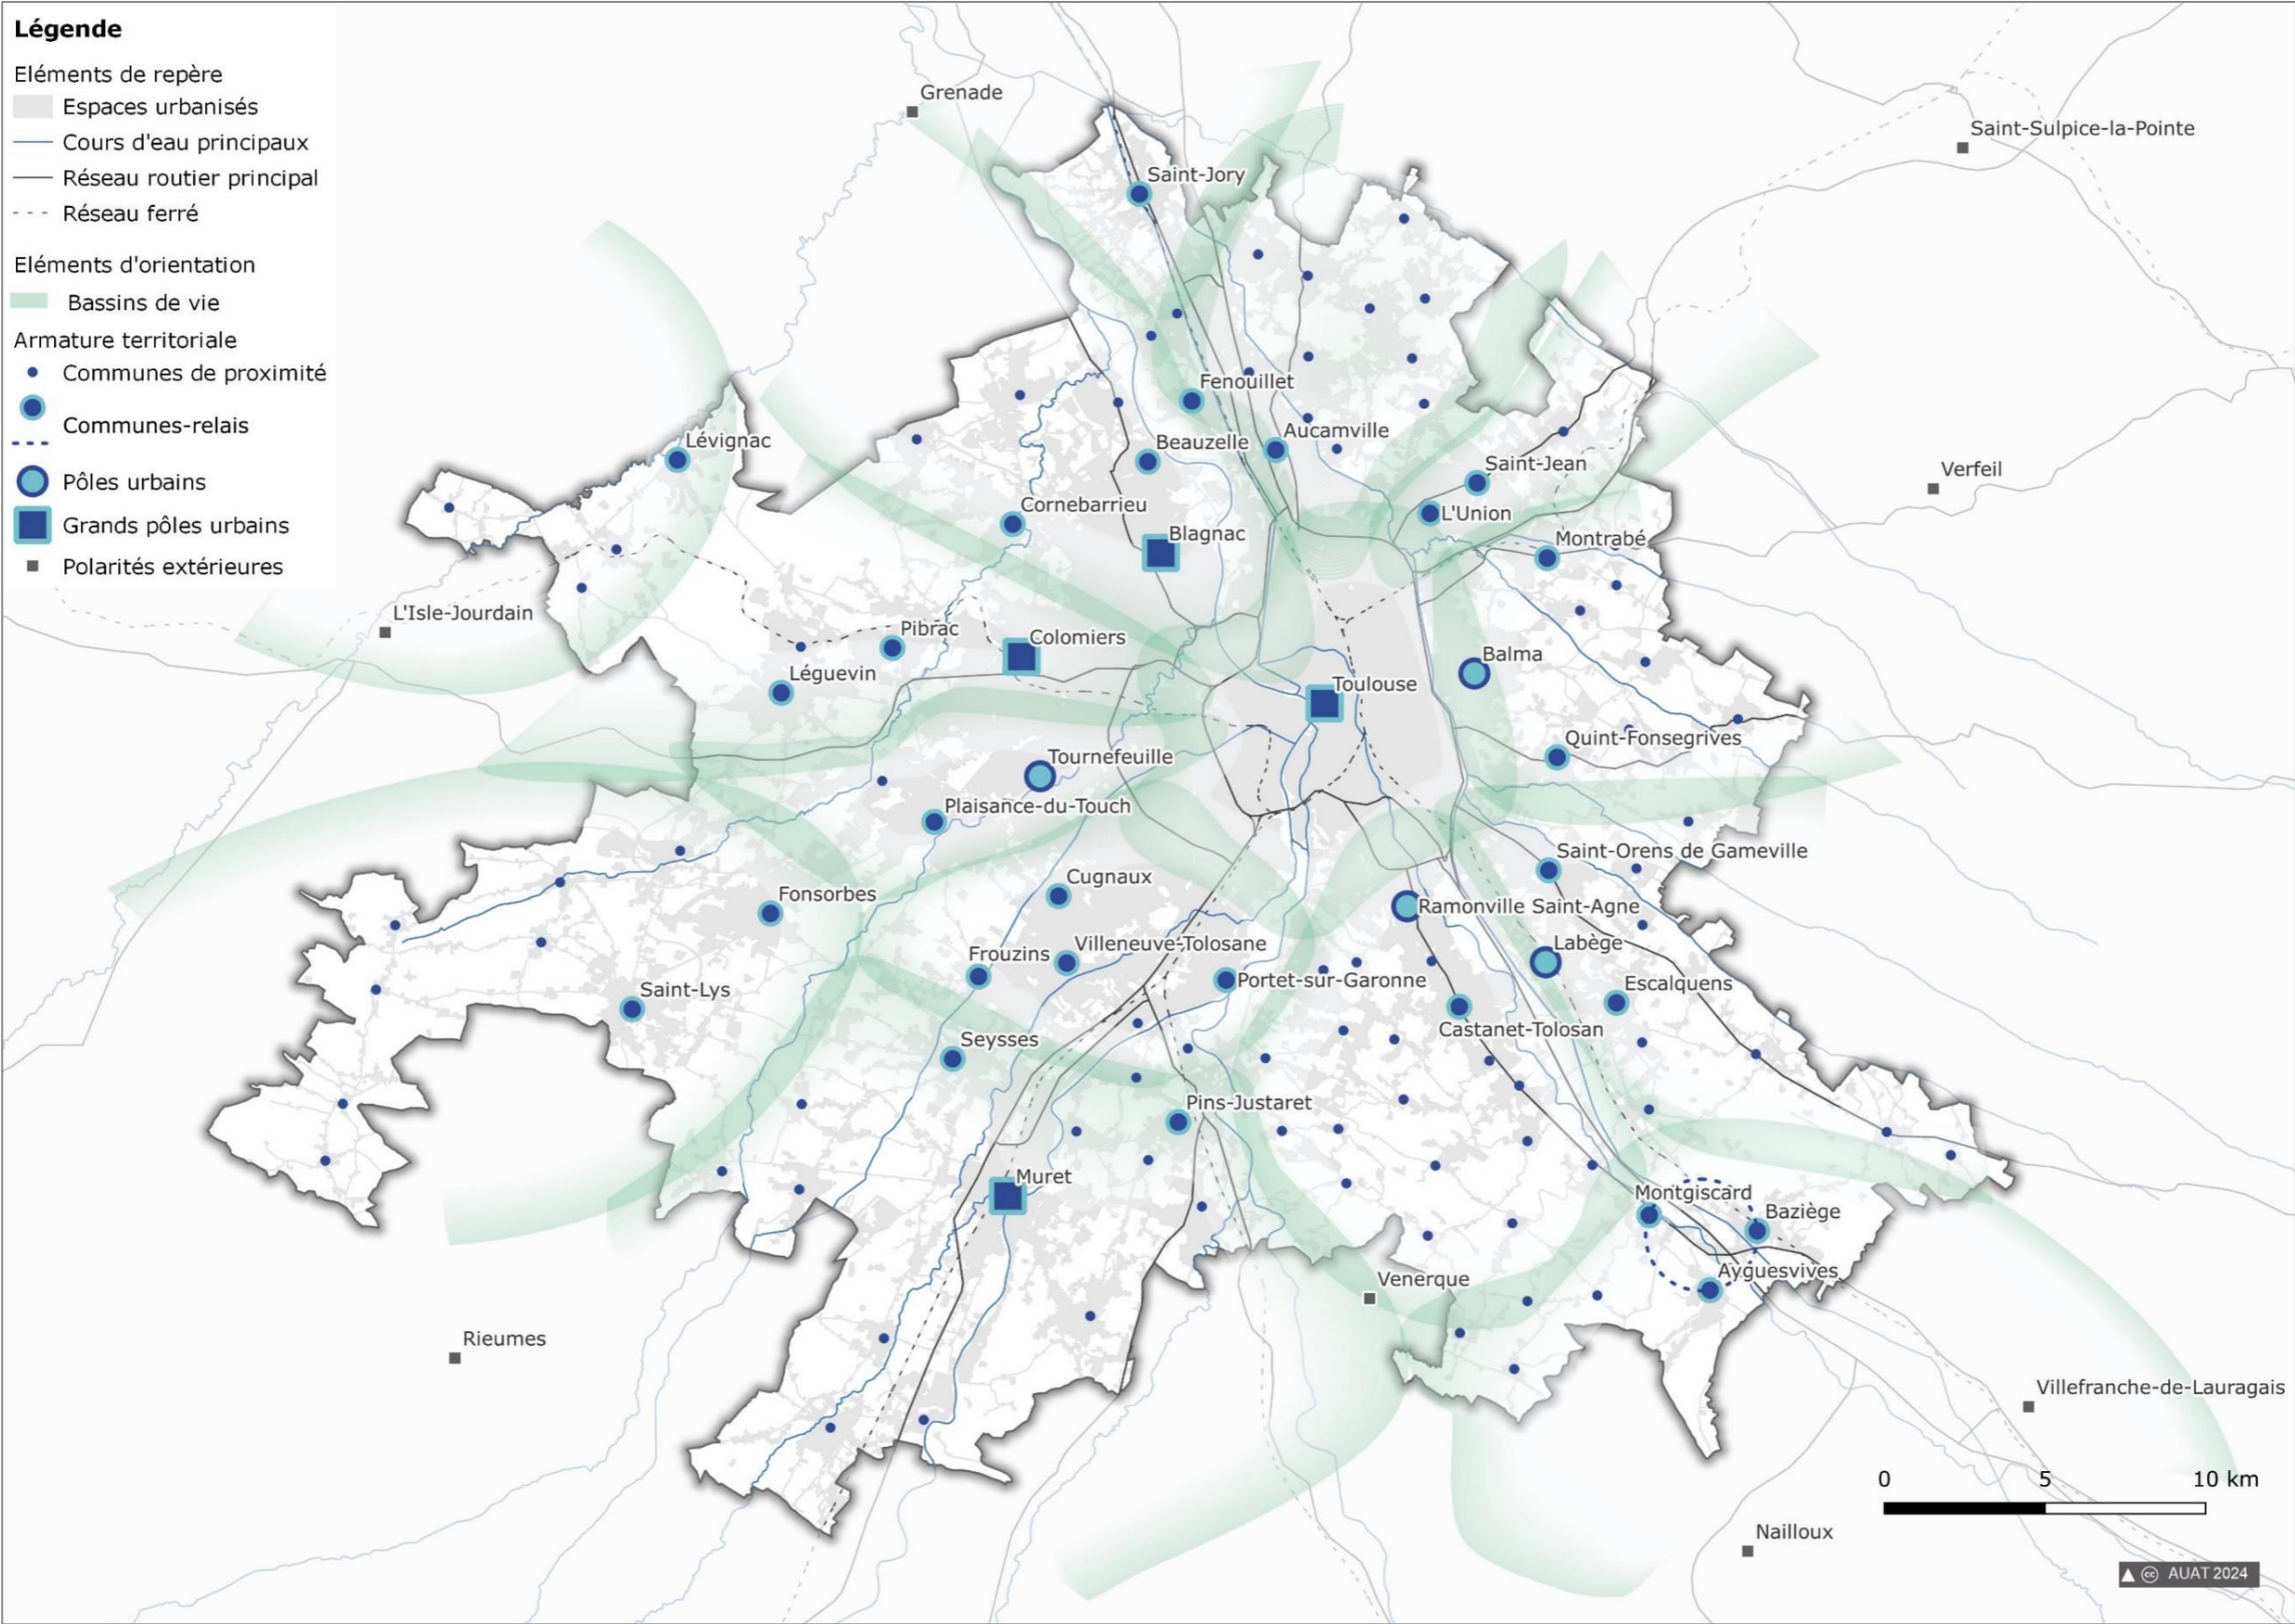 Légende
Eléments de repère
Espaces urbanisés
Cours d'eau principaux
Réseau routier principal
Réseau ferré
Eléments d'orientation
Bassins de vie
Armature territoriale
Communes de proximité
Communes-relais
Pôles urbains
Grands pôles urbains
Polarités extérieures
Grenade
Saint-Sulpice-la-Pointe
Saint-Jory
Fenouillet
Aucamville
Beauzelle
Lévignac
Saint-Jean
Verfeil
Cornebarrieu
L'Union
Blagnac
Montrabé
L'Isle-Jourdain
Pibrac
Colomiers
Balma
Léguevin
Toulouse
Quint-Fonsegrives
Tournefeuille
Plaisance-du-Touch
Saint-Orens de Gameville
Cugnaux
Fonsorbes
Ramonville Saint-Agne
Villeneuve-Tolosane
Labège
Frouzins
Portet-sur-Garonne
Escalquens
Saint-Lys
Castanet-Tolosan
Seysses
Pins-Justaret
Muret
Montgiscard
Baziège
Ayguesvives
Venerque
Rieumes
Villefranche-de-Lauragais
0 5 10 km
Nailloux
cc AUAT 2024